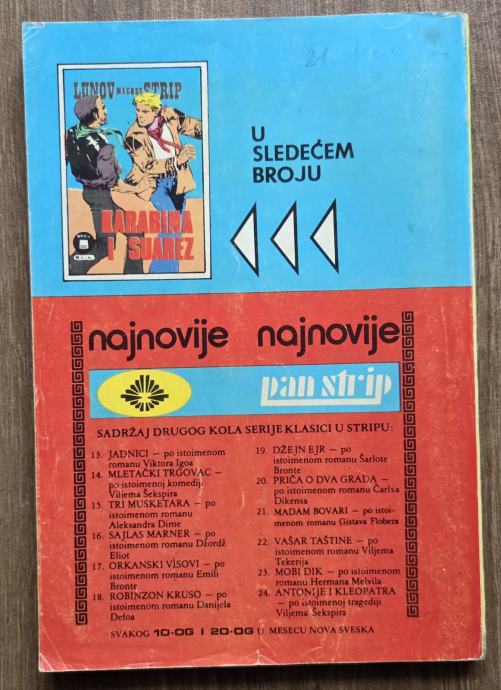 LUNOV MAGNUS STRIP
KARABINA
I SUAREZ
U
SLEDEĆEM
BROJU
najnovije najnovije
pan strip
SADRŽAJ DRUGOG KOLA SERIJE KLASICI U STRIPU:
13. JADNICI — po istoimenom
romanu Viktora Igoa
14. MLETAČKI TRGOVAC —
po istoimenoj komediji
Viljema Šekspira
15. TRI MUSKETARA — po
istoimenom romanu
Aleksandra Dime
16. SAJLAS MARNER — po
istoimenom romanu Džordž
Eliot
17. ORKANSKI VISOVI — po
istoimenom romanu Emili
Bronte
18. ROBINZON KRUSO — po
istoimenom romanu Danijela
Defoa
19. DŽEJN EJR — po
istoimenom romanu Šarlote
Bronte
20. PRIČA O DVA GRADA —
po istoimenom romanu Čarlsa
Dikensa
21. MADAM BOVARI — po istoi-
menom romanu Gistava Flobera
22. VAŠAR TAŠTINE — po
istoimenom romanu Viljema
Tekerija
23. MOBI DIK — po istoimenom
romanu Hermana Melvila
24. ANTONIJE I KLEOPATRA
— po istoimenoj tragediji
Viljema Šekspira
SVAKOG 10-OG I 20-OG U MESECU NOVA SVESKA